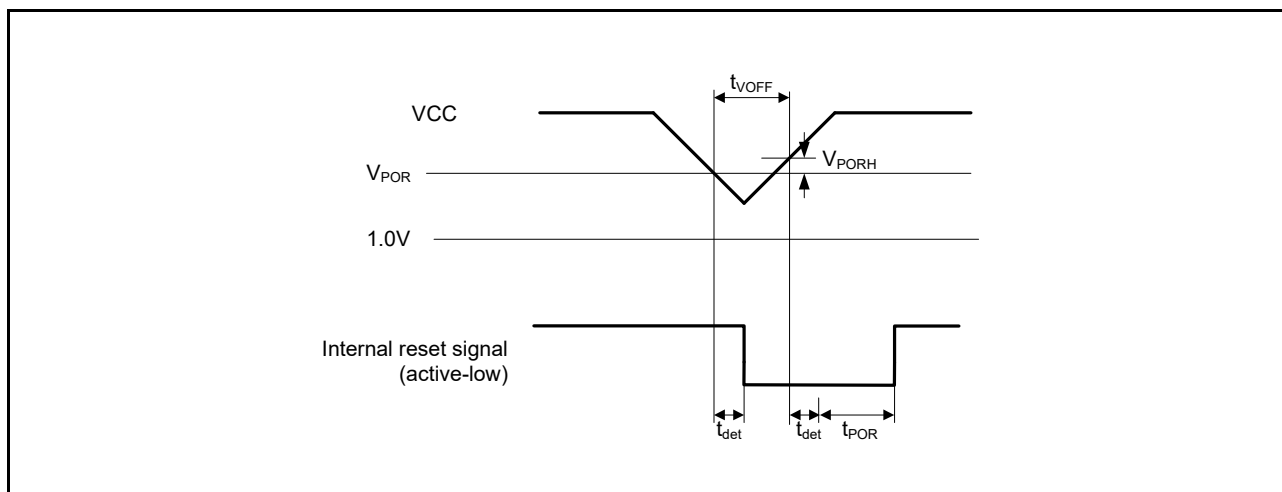 tVOFF
VCC
VPORH
VPOR
1.0V
Internal reset signal
(active-low)
tdet
tdet
tPOR